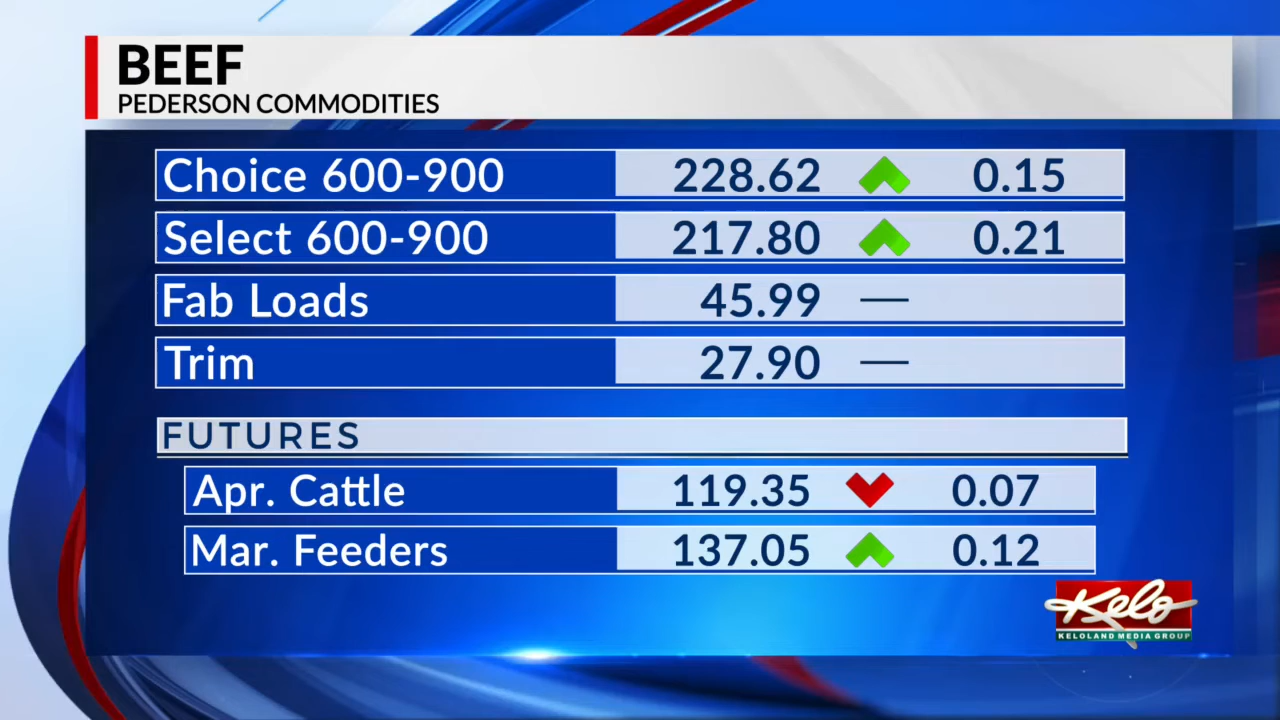 BEEF
PEDERSON COMMODITIES
Choice 600-900 228.62 0.15
Select 600-900 217.80 0.21
Fab Loads 45.99 —
Trim 27.90 —
FUTURES
Apr. Cattle 119.35 0.07
Mar. Feeders 137.05 0.12
Kelo
KELOLAND MEDIA GROUP